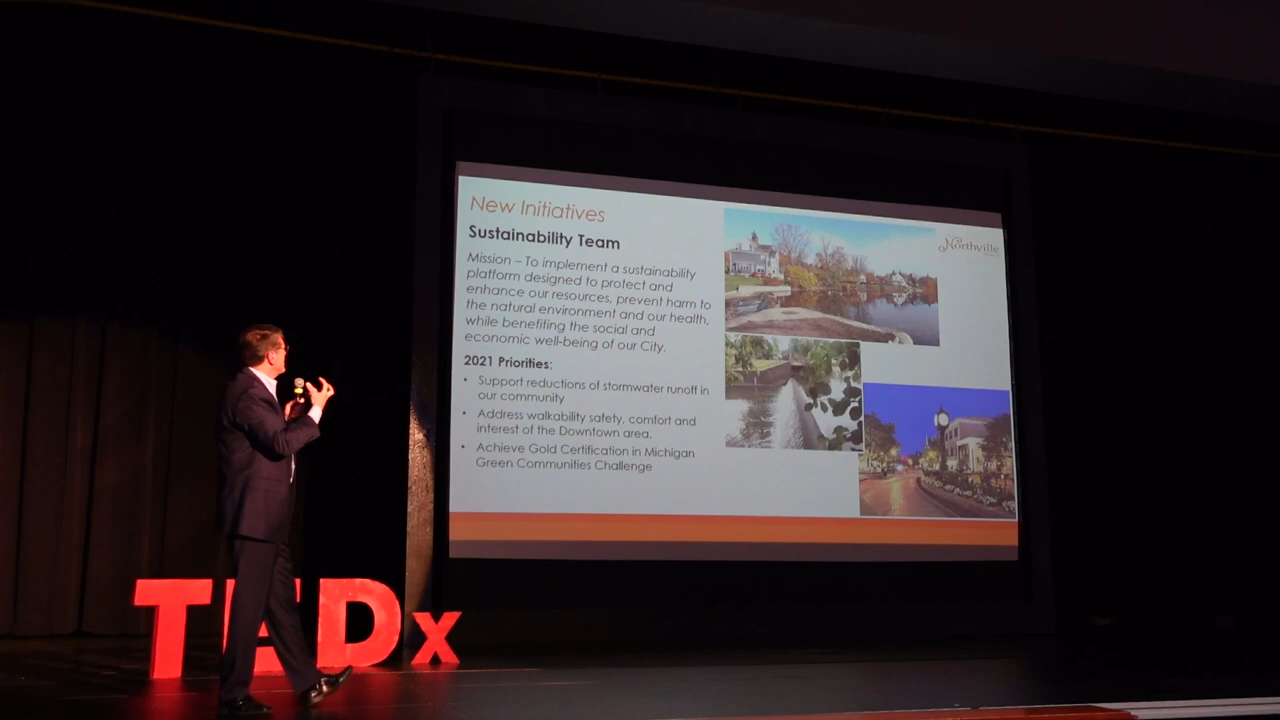 New Initiatives
Sustainability Team
Mission – To implement a sustainability
platform designed to protect and
enhance our resources, prevent harm to
the natural environment and our health,
while benefiting the social and
economic well-being of our City.
2021 Priorities:
• Support reductions of stormwater runoff in
our community
• Address walkability safety, comfort and
interest of the Downtown area.
• Achieve Gold Certification in Michigan
Green Communities Challenge
Northville
TEDx